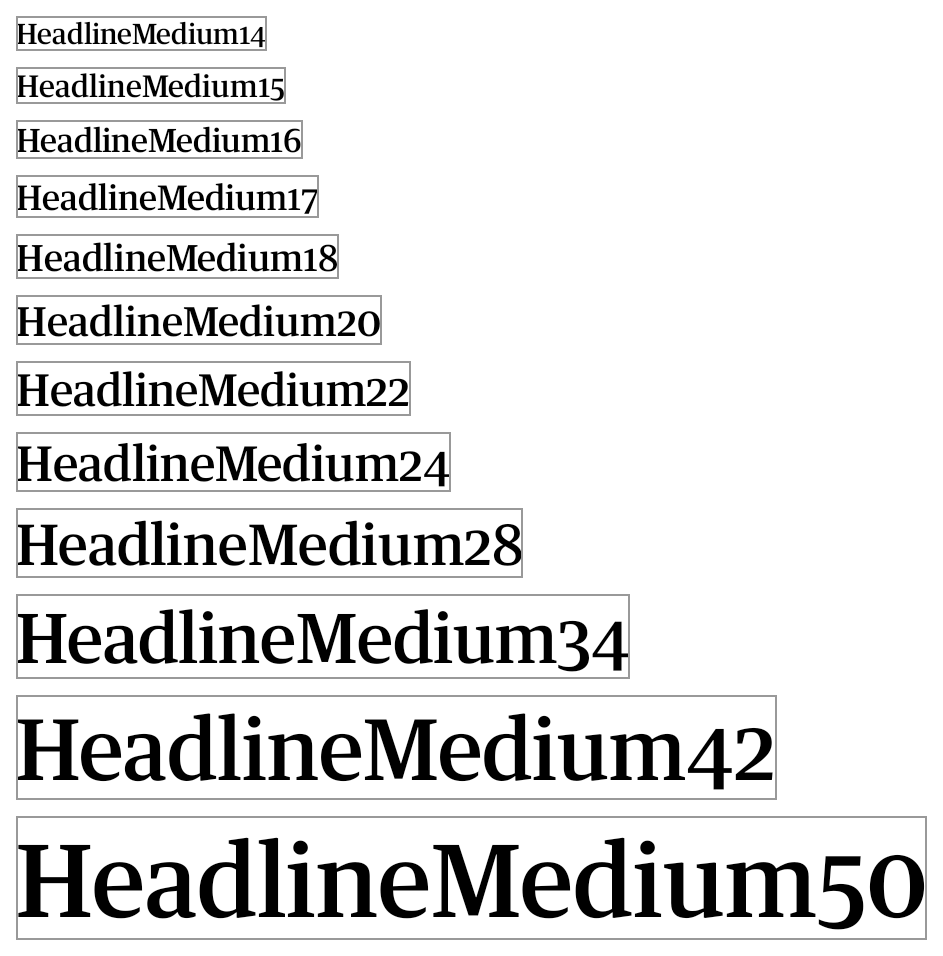 HeadlineMedium14
HeadlineMedium15
HeadlineMedium16
HeadlineMedium17
HeadlineMedium18
HeadlineMedium20
HeadlineMedium22
HeadlineMedium24
HeadlineMedium28
HeadlineMedium34
HeadlineMedium42
HeadlineMedium50